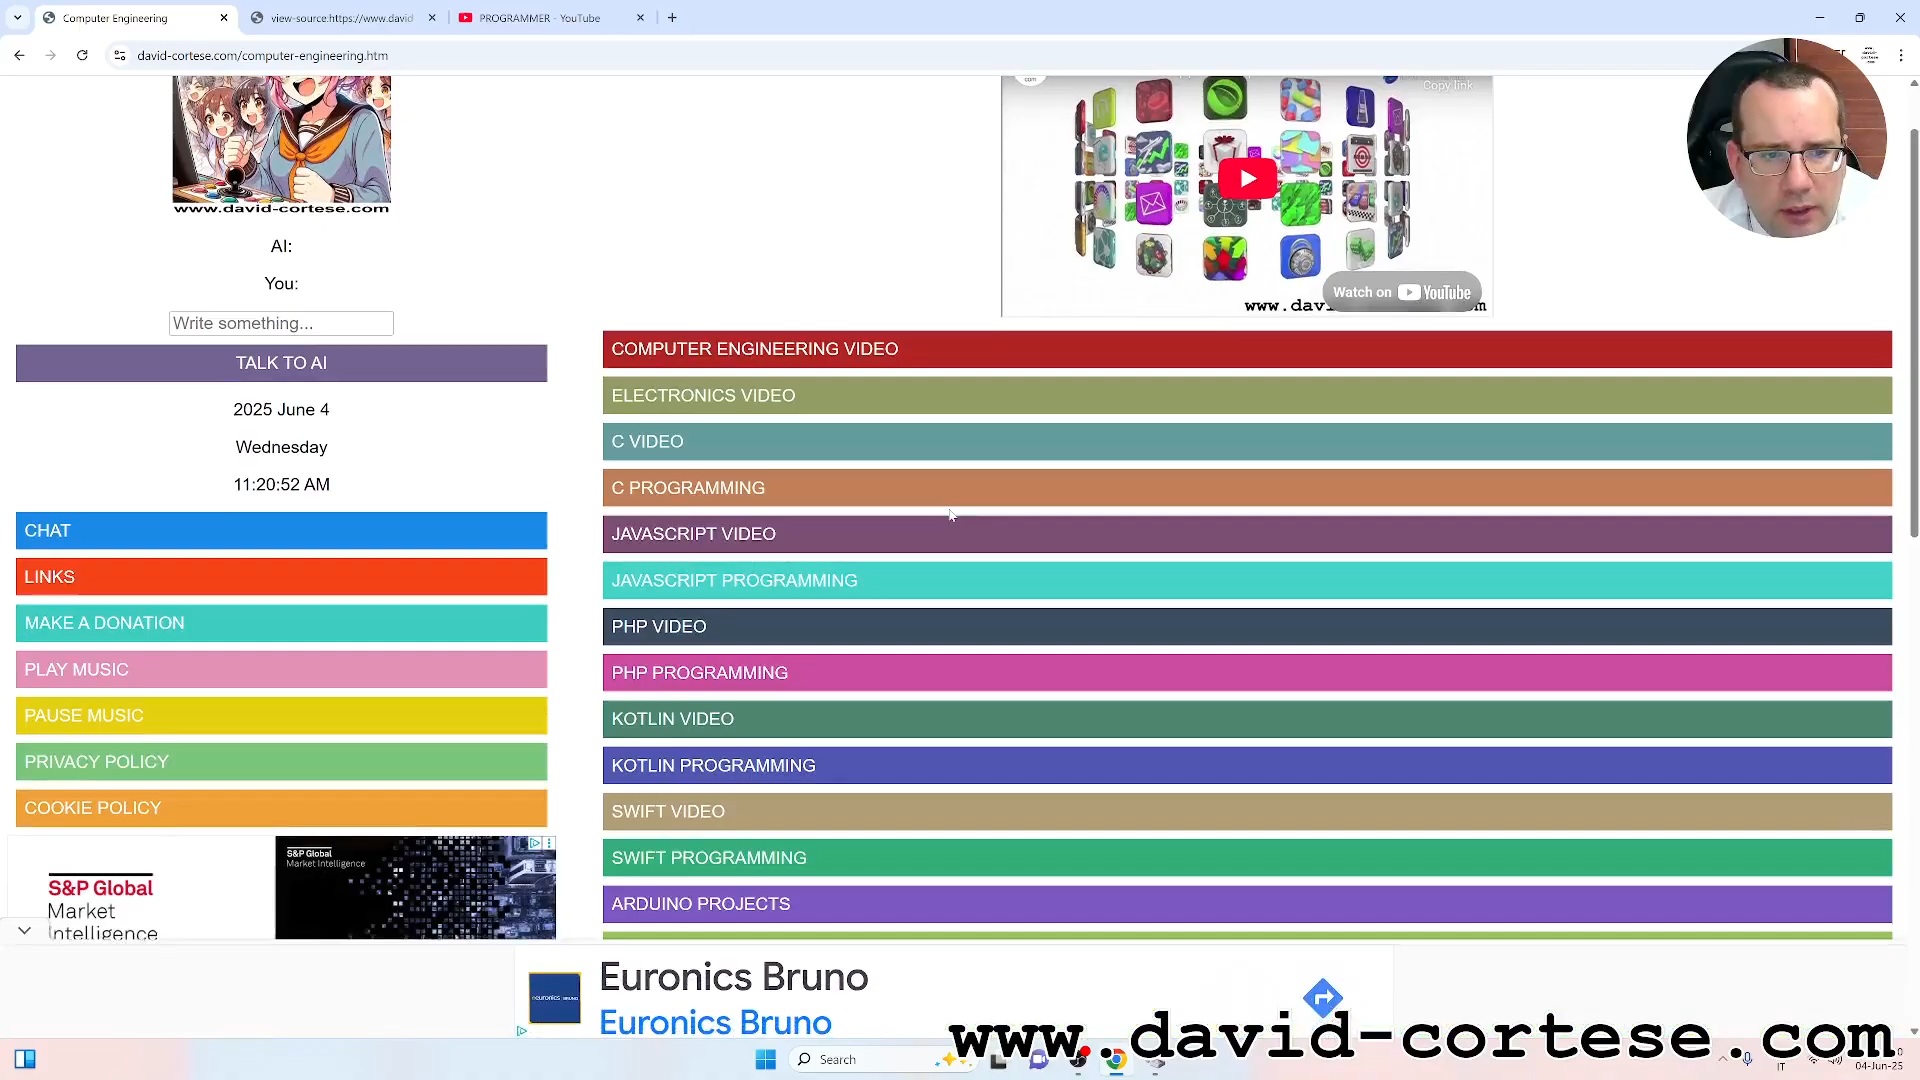 Computer Engineering
view-source:https://www.david
PROGRAMMER - YouTube
david-cortese.com/computer-engineering.htm
www.david-cortese.com
AI:
You:
Write something...
TALK TO AI
2025 June 4
Wednesday
11:20:52 AM
CHAT
LINKS
MAKE A DONATION
PLAY MUSIC
PAUSE MUSIC
PRIVACY POLICY
COOKIE POLICY
S&P Global
Market
Intelligence
S&P Global
Market Intelligence
com
Copy link
Watch on YouTube
www.davi
m
COMPUTER ENGINEERING VIDEO
ELECTRONICS VIDEO
C VIDEO
C PROGRAMMING
JAVASCRIPT VIDEO
JAVASCRIPT PROGRAMMING
PHP VIDEO
PHP PROGRAMMING
KOTLIN VIDEO
KOTLIN PROGRAMMING
SWIFT VIDEO
SWIFT PROGRAMMING
ARDUINO PROJECTS
Euronics Bruno
Euronics Bruno
www.david-cortese.com
Search
IT
04-Jun-25